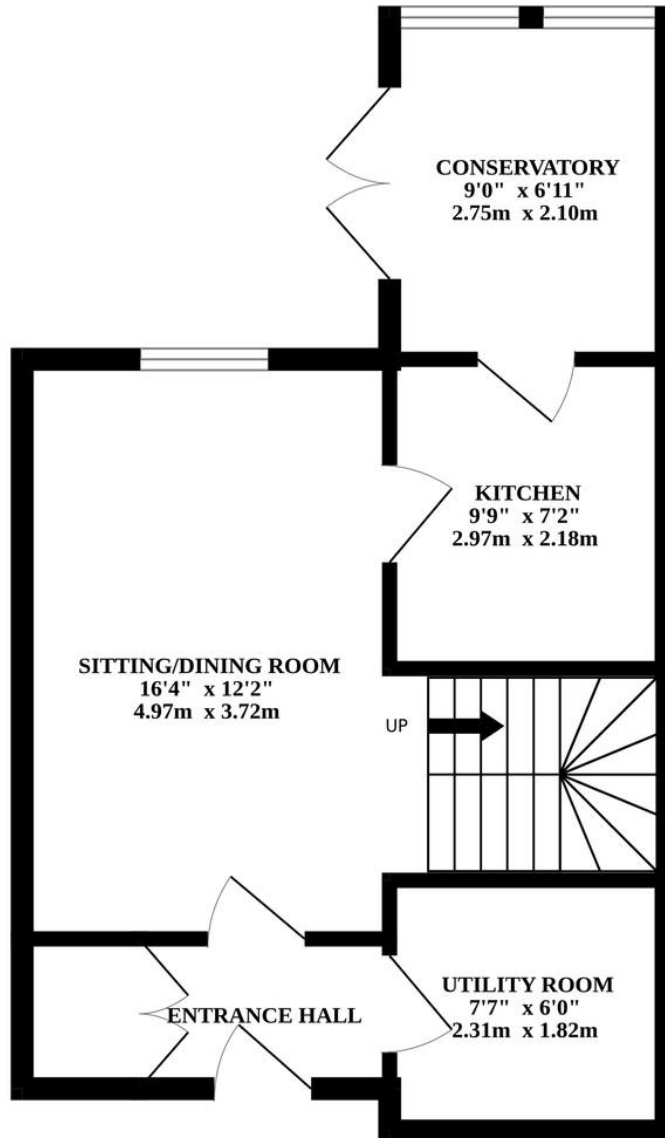 CONSERVATORY
9'0" x 6'11"
2.75m x 2.10m
KITCHEN
9'9" x 7'2"
2.97m x 2.18m
SITTING/DINING ROOM
16'4" x 12'2"
4.97m x 3.72m
UP
UTILITY ROOM
7'7" x 6'0"
2.31m x 1.82m
ENTRANCE HALL